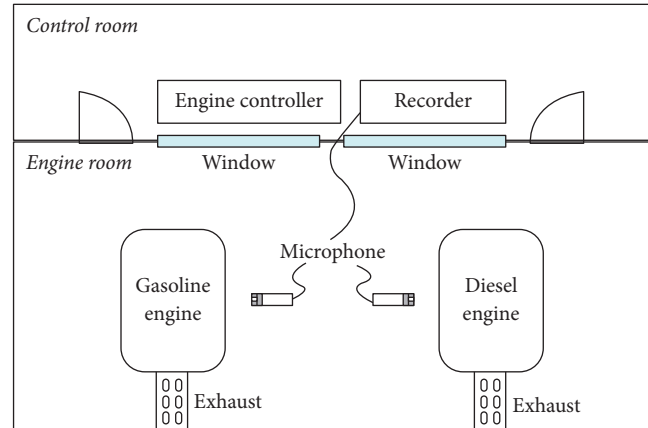 Control room
Engine controller
Recorder
Engine room
Window
Window
Microphone
Gasoline
engine
Diesel
engine
Exhaust
Exhaust